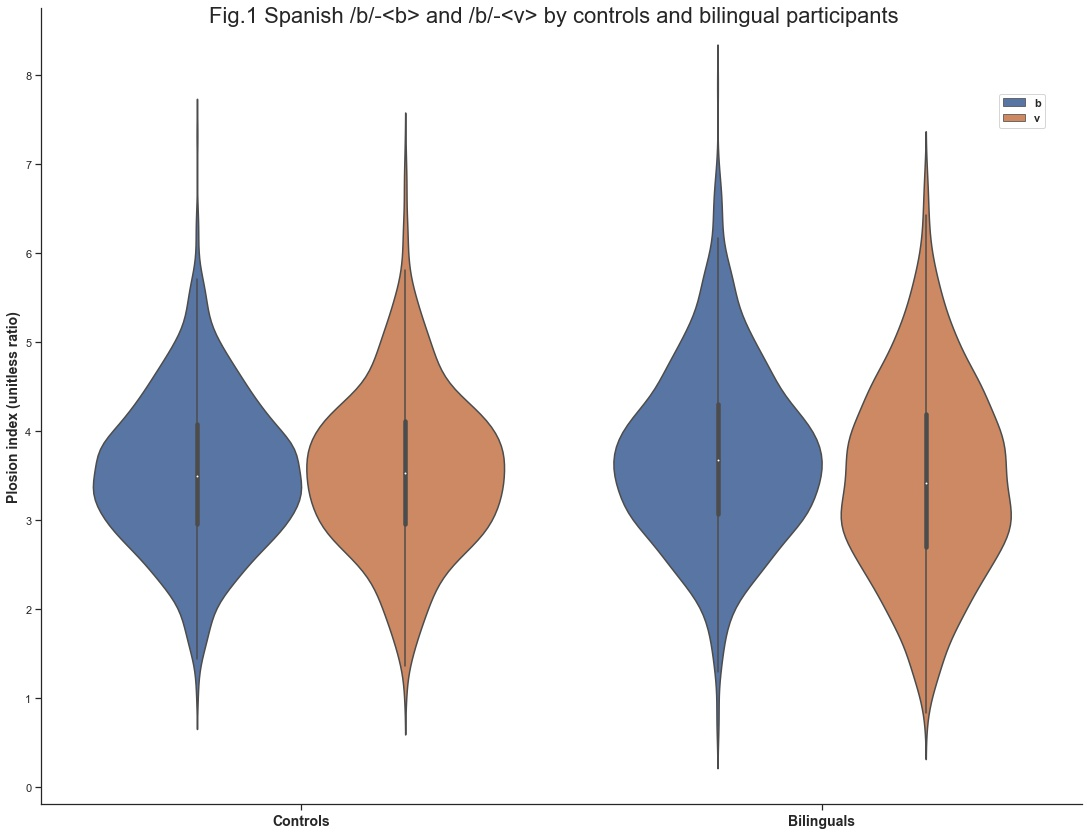 Fig.1 Spanish /b/-<b> and /b/-<v> by controls and bilingual participants
b
v
8
7
6
5
4
3
2
1
0
Plosion index (unitless ratio)
Controls
Bilinguals